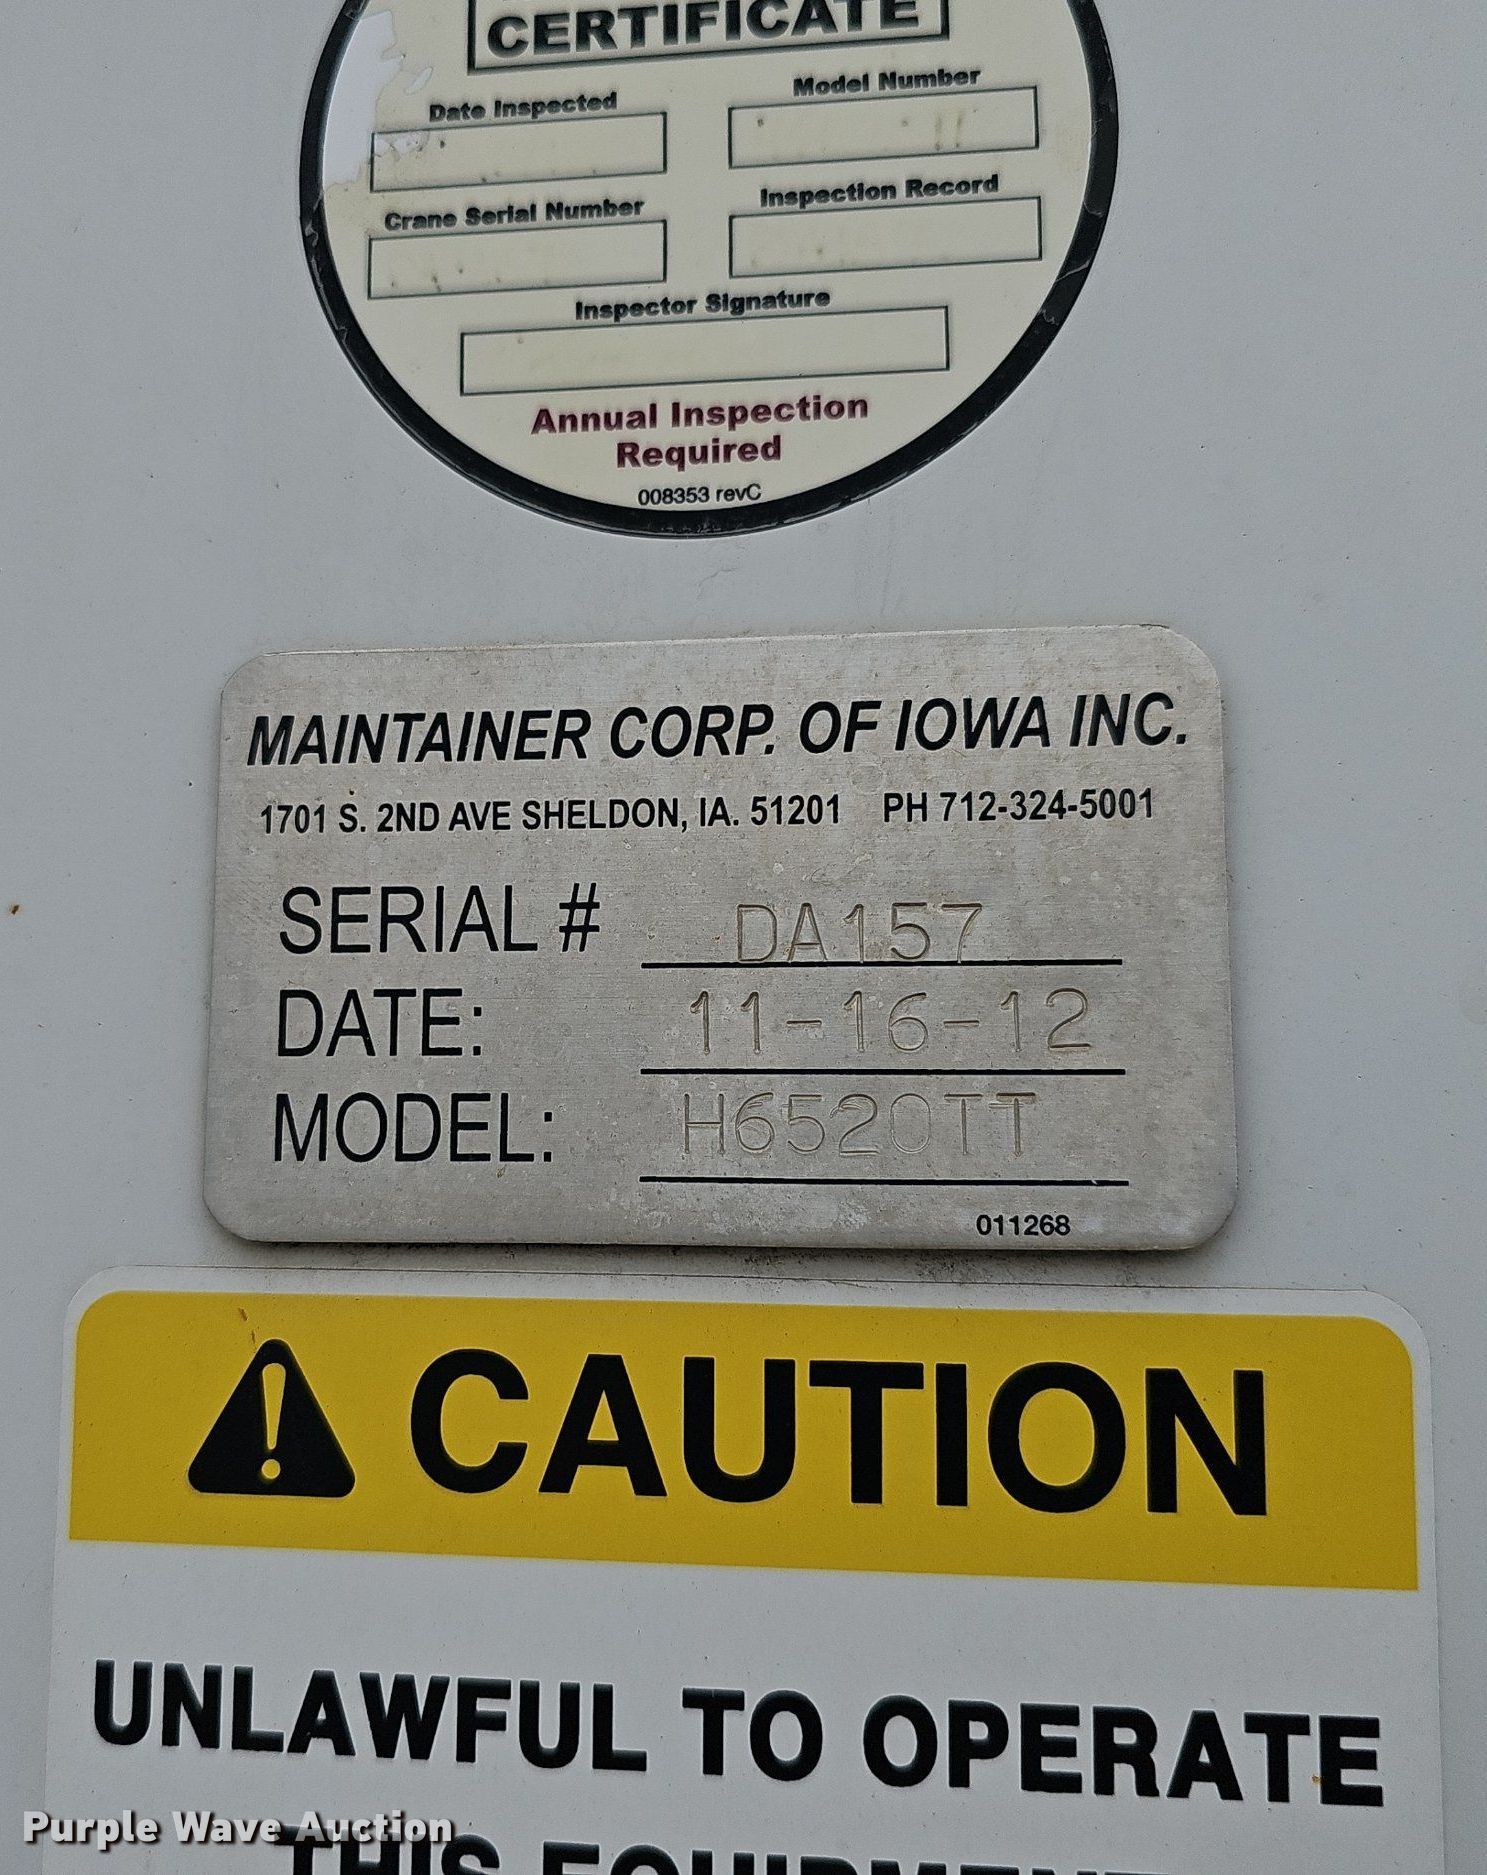 CERTIFICATE
Date Inspected
Model Number
Crane Serial Number
Inspection Record
Inspector Signature
Annual Inspection
Required
008353 revC
MAINTAINER CORP. OF IOWA INC.
1701 S. 2ND AVE SHELDON, IA. 51201 PH 712-324-5001
SERIAL # DA157
DATE: 11-16-12
MODEL: H6520TT
011268
CAUTION
UNLAWFUL TO OPERATE
THIS EQUIPMENT
Purple Wave Auction